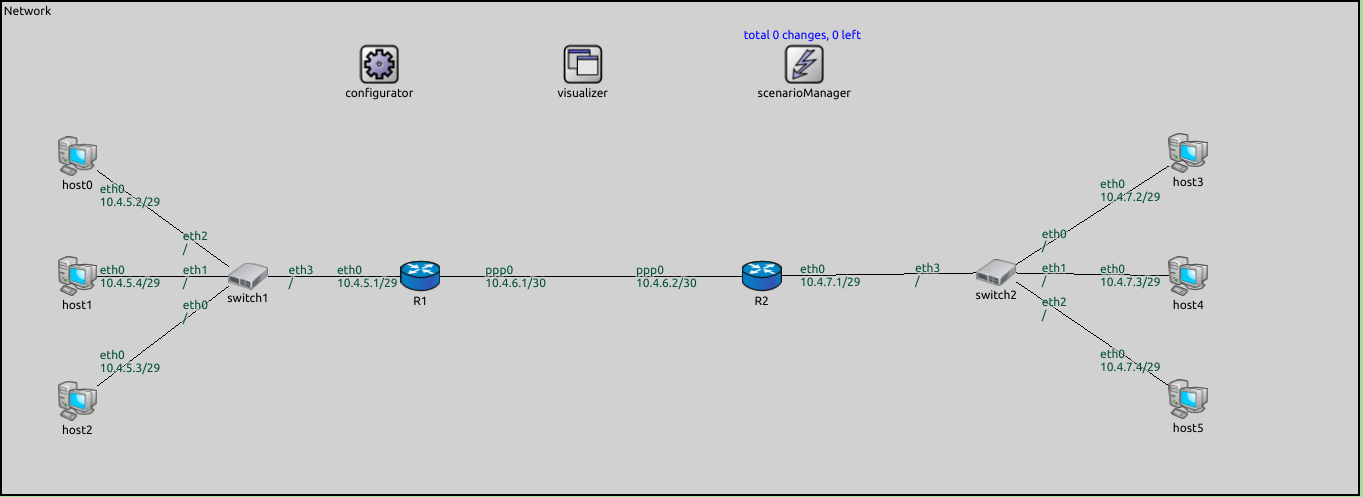 Network
total 0 changes, 0 left
configurator
visualizer
scenarioManager
host0
eth0
10.4.5.2/29
eth2
/
host1
eth0
10.4.5.4/29
eth1
/
host2
eth0
10.4.5.3/29
eth0
/
switch1
eth3
/
eth0
10.4.5.1/29
R1
ppp0
10.4.6.1/30
ppp0
10.4.6.2/30
R2
eth0
10.4.7.1/29
eth3
/
switch2
eth0
/
eth0
10.4.7.2/29
host3
eth1
/
eth0
10.4.7.3/29
host4
eth2
/
eth0
10.4.7.4/29
host5